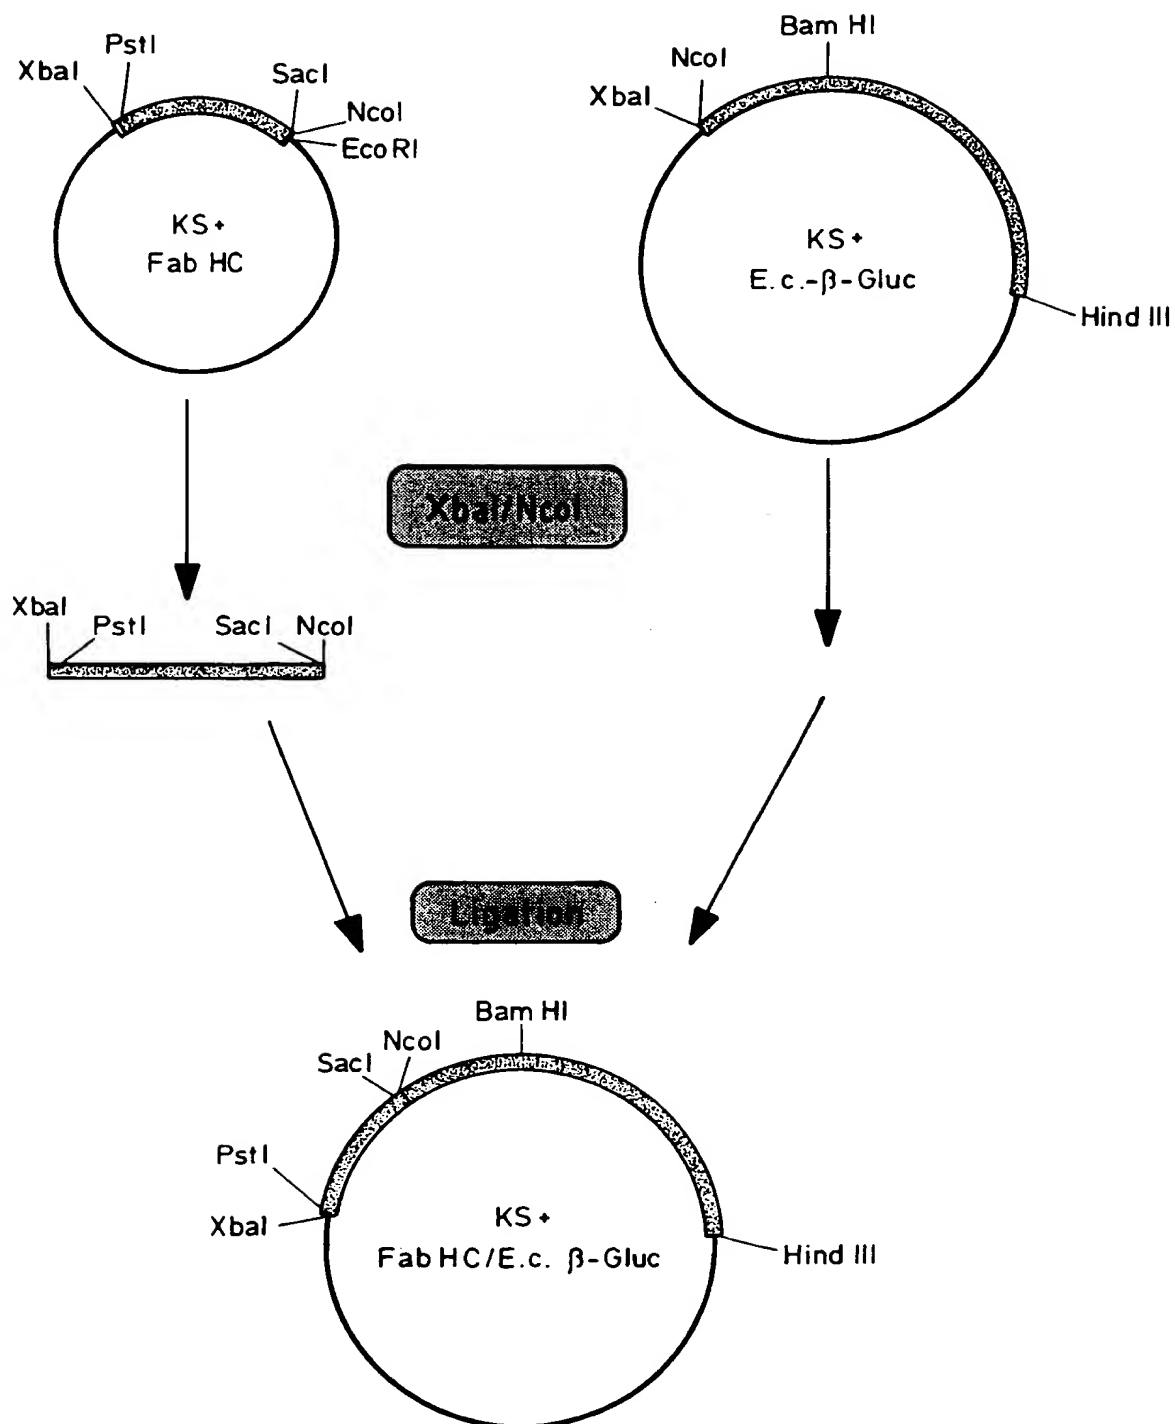 PstI
XbaI
SacI
NcoI
EcoRI
KS+
Fab HC
Bam HI
NcoI
XbaI
KS+
E.c.-β-Gluc
Hind III
XbaI/NcoI
XbaI
PstI
SacI
NcoI
Ligation
Bam HI
NcoI
SacI
PstI
XbaI
KS+
Fab HC/E.c. β-Gluc
Hind III